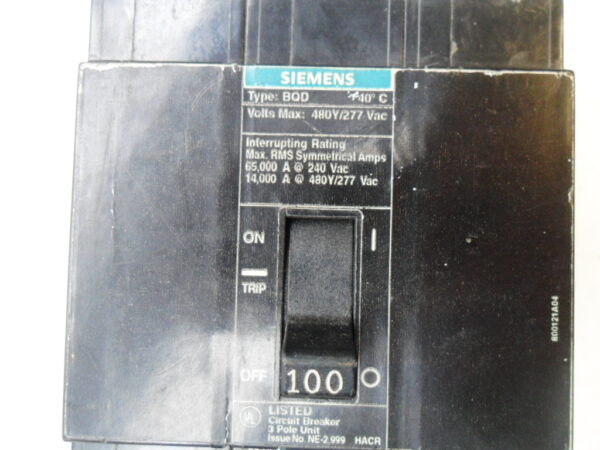 SIEMENS
Type: BQD 40° C
Volts Max: 480Y/277 Vac
Interrupting Rating
Max. RMS Symmetrical Amps
65,000 A @ 240 Vac
14,000 A @ 480Y/277 Vac
ON I
TRIP
OFF 100 O
UL LISTED
Circuit Breaker
3 Pole Unit
Issue No. NE-2,999 HACR
800121A04